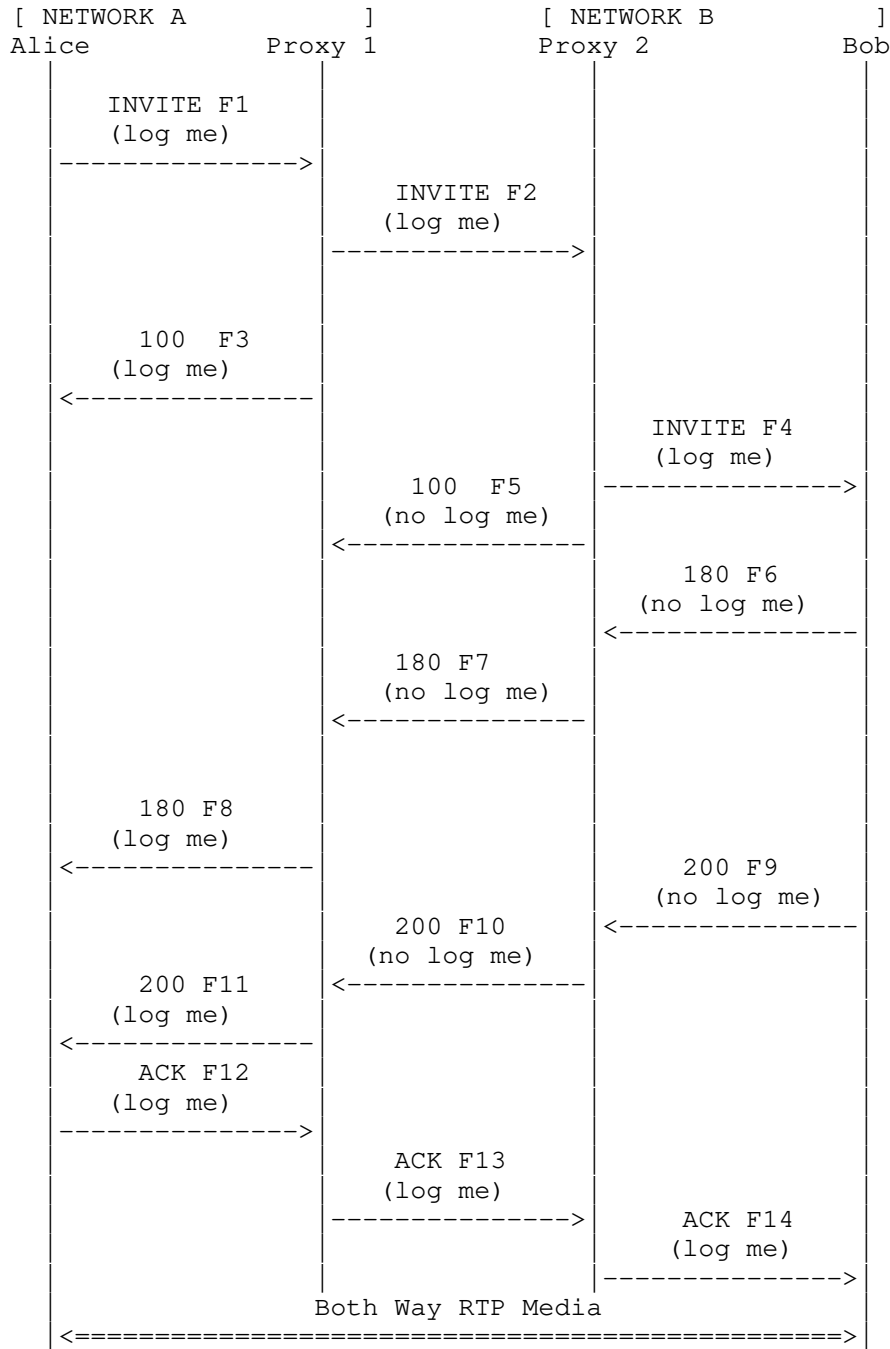 [ NETWORK A ] [ NETWORK B ]
Alice Proxy 1 Proxy 2 Bob
INVITE F1
(log me)
INVITE F2
(log me)
100 F3
(log me)
INVITE F4
(log me)
100 F5
(no log me)
180 F6
(no log me)
180 F7
(no log me)
180 F8
(log me)
200 F9
(no log me)
200 F10
(no log me)
200 F11
(log me)
ACK F12
(log me)
ACK F13
(log me)
ACK F14
(log me)
Both Way RTP Media